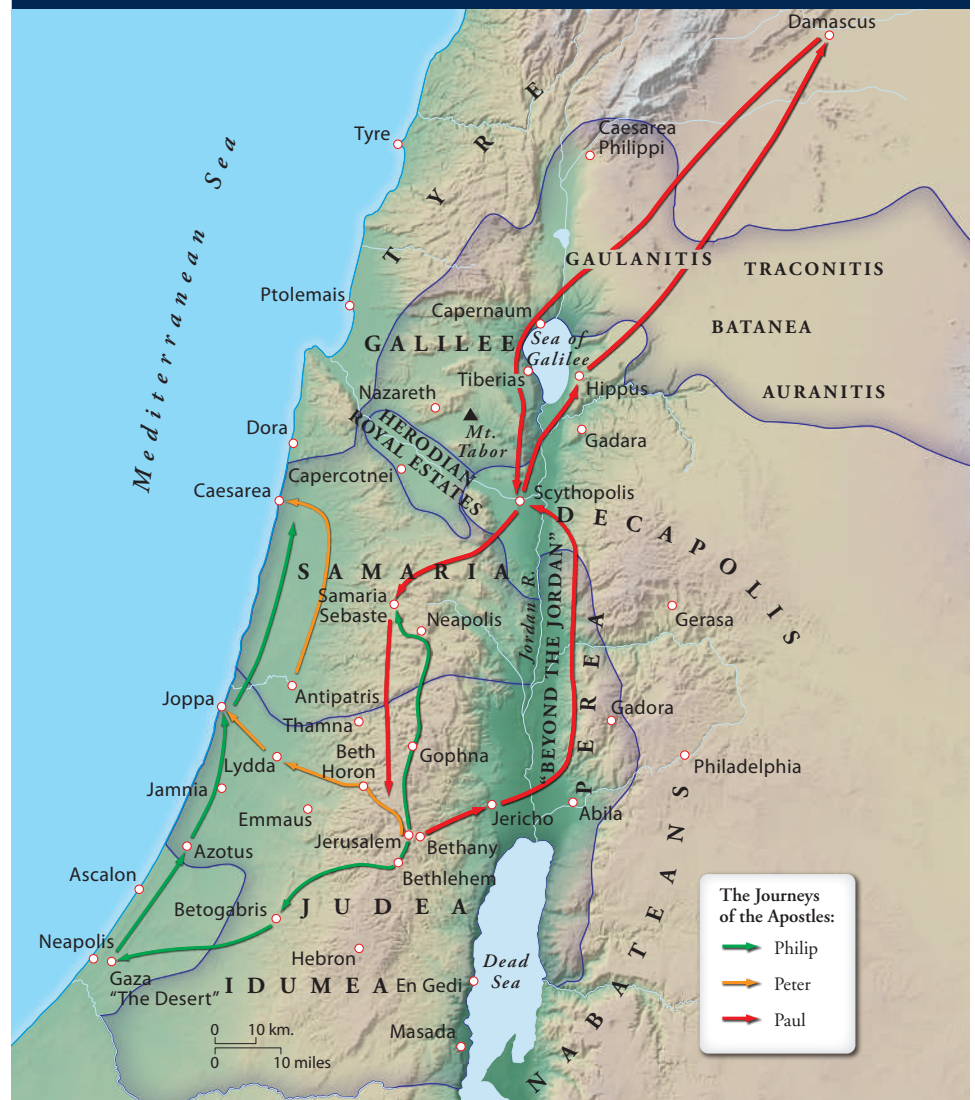 Damascus
Mediterranean Sea
Tyre
TYRE
Caesarea
Philippi
GAULANITIS
TRACONITIS
Ptolemais
Capernaum
BATANEA
GALILEE
Sea of
Galilee
Tiberias
Hippus
AURANITIS
Nazareth
Mt.
Tabor
Gadara
Dora
HERODIAN
ROYAL ESTATES
Capercotnei
Caesarea
Scythopolis
DECAPOLIS
SAMARIA
Samaria
Sebaste
Neapolis
Jordan R.
"BEYOND THE JORDAN"
PEREA
Gerasa
Antipatris
Joppa
Thamna
Gadora
Gophna
Beth
Horon
Lydda
Philadelphia
Jamnia
Emmaus
Jericho
Abila
Jerusalem
Bethany
Azotus
Bethlehem
Ascalon
Betogabris
JUDEA
Neapolis
Hebron
Gaza
"The Desert"
IDUMEA
En Gedi
Dead
Sea
Masada
NABATEANS
0 10 km.
0 10 miles
The Journeys
of the Apostles:
Philip
Peter
Paul